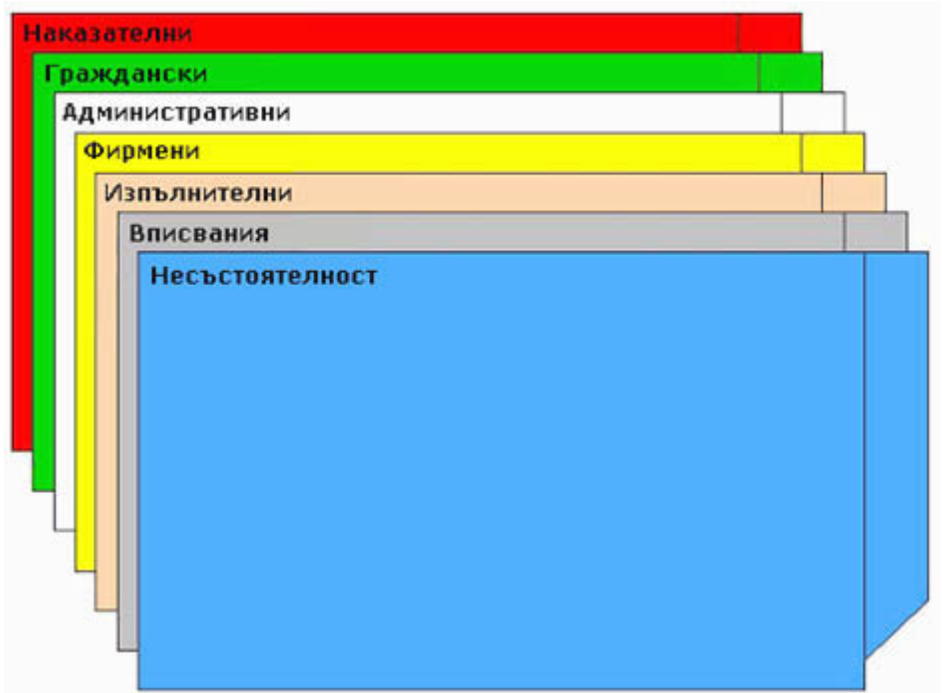 Наказателни
Граждански
Административни
Фирмени
Изпълнителни
Вписвания
Несъстоятелност